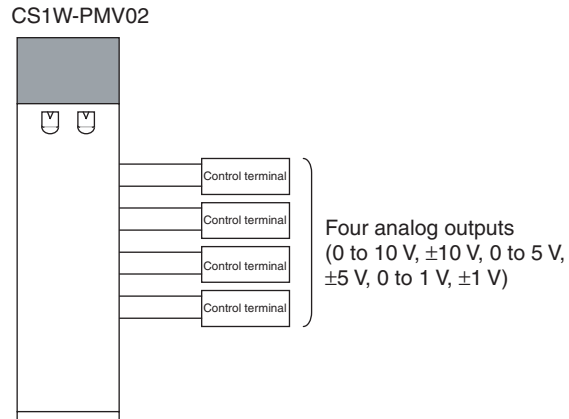 CS1W-PMV02
Control terminal
Control terminal
Control terminal
Control terminal
Four analog outputs
(0 to 10 V, ±10 V, 0 to 5 V,
±5 V, 0 to 1 V, ±1 V)